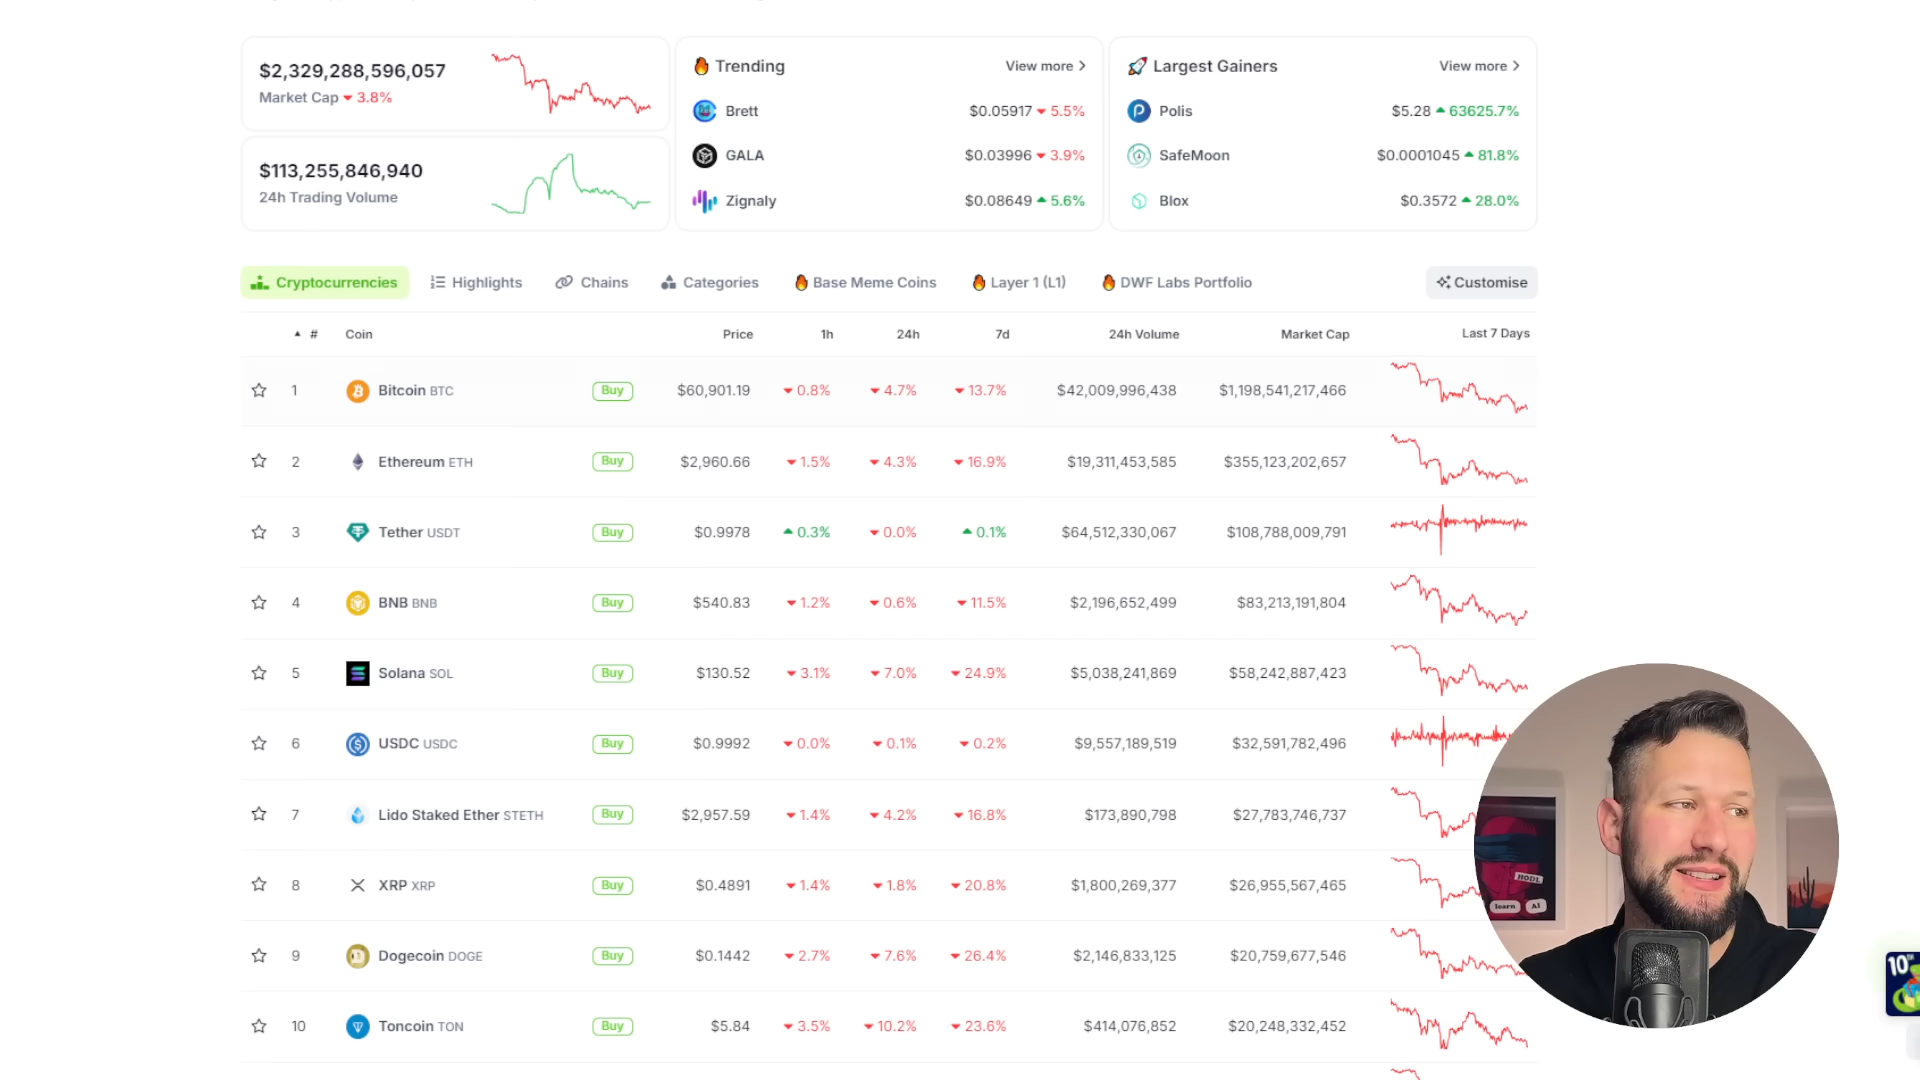 $2,329,288,596,057
Market Cap 3.8%
$113,255,846,940
24h Trading Volume
Trending View more
Brett $0.05917 5.5%
GALA $0.03996 3.9%
Zignaly $0.08649 5.6%
Largest Gainers View more
Polis $5.28 63625.7%
SafeMoon $0.0001045 81.8%
Blox $0.3572 28.0%
Cryptocurrencies Highlights Chains Categories Base Meme Coins Layer 1 (L1) DWF Labs Portfolio Customise
# Coin Price 1h 24h 7d 24h Volume Market Cap Last 7 Days
1 Bitcoin BTC Buy $60,901.19 0.8% 4.7% 13.7% $42,009,996,438 $1,198,541,217,466
2 Ethereum ETH Buy $2,960.66 1.5% 4.3% 16.9% $19,311,453,585 $355,123,202,657
3 Tether USDT Buy $0.9978 0.3% 0.0% 0.1% $64,512,330,067 $108,788,009,791
4 BNB BNB Buy $540.83 1.2% 0.6% 11.5% $2,196,652,499 $83,213,191,804
5 Solana SOL Buy $130.52 3.1% 7.0% 24.9% $5,038,241,869 $58,242,887,423
6 USDC USDC Buy $0.9992 0.0% 0.1% 0.2% $9,557,189,519 $32,591,782,496
7 Lido Staked Ether STETH Buy $2,957.59 1.4% 4.2% 16.8% $173,890,798 $27,783,746,737
8 XRP XRP Buy $0.4891 1.4% 1.8% 20.8% $1,800,269,377 $26,955,567,465
9 Dogecoin DOGE Buy $0.1442 2.7% 7.6% 26.4% $2,146,833,125 $20,759,677,546
10 Toncoin TON Buy $5.84 3.5% 10.2% 23.6% $414,076,852 $20,248,332,452
HODL
learn AI
10TH